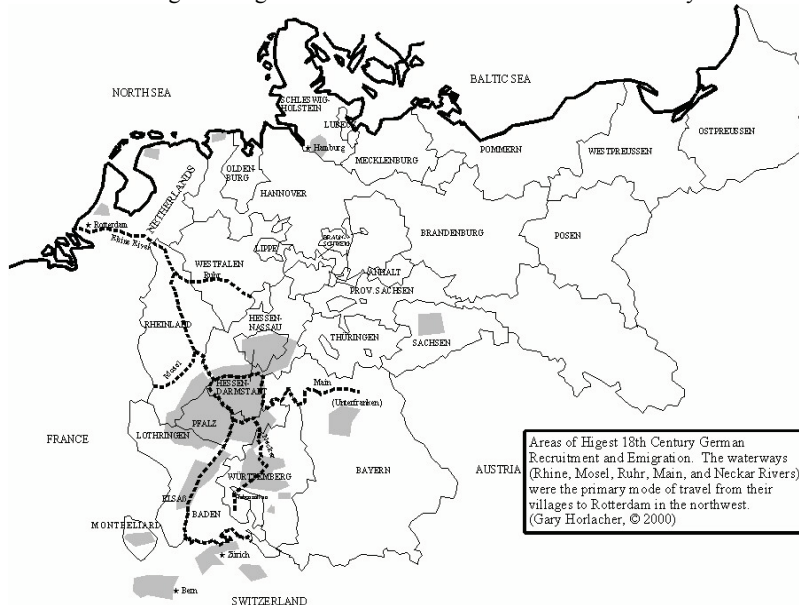 NORTH SEA
BALTIC SEA
SCHLESWIG-
HOLSTEIN
Hamburg
MECKLENBURG
POMMERN
WESTPREUSSEN
OSTPREUSSEN
OLDEN-
BURG
HANNOVER
NETHERLANDS
Rotterdam
Rhine River
BRANDENBURG
POSEN
LIPPE
WESTFALEN
Ruhr
ANHALT
PROV. SACHSEN
RHEINLAND
HESSEN-
NASSAU
THÜRINGEN
SACHSEN
Mosel
HESSEN-
DARMSTADT
Main
(Unterfranken)
PFALZ
LOTHRINGEN
Neckar
FRANCE
BAYERN
AUSTRIA
WÜRTTEMBERG
ELSAß
BADEN
MONTBELIARD
Zürich
Bern
SWITZERLAND
Areas of Higest 18th Century German
Recruitment and Emigration. The waterways
(Rhine, Mosel, Ruhr, Main, and Neckar Rivers)
were the primary mode of travel from their
villages to Rotterdam in the northwest.
(Gary Horlacher, © 2000)